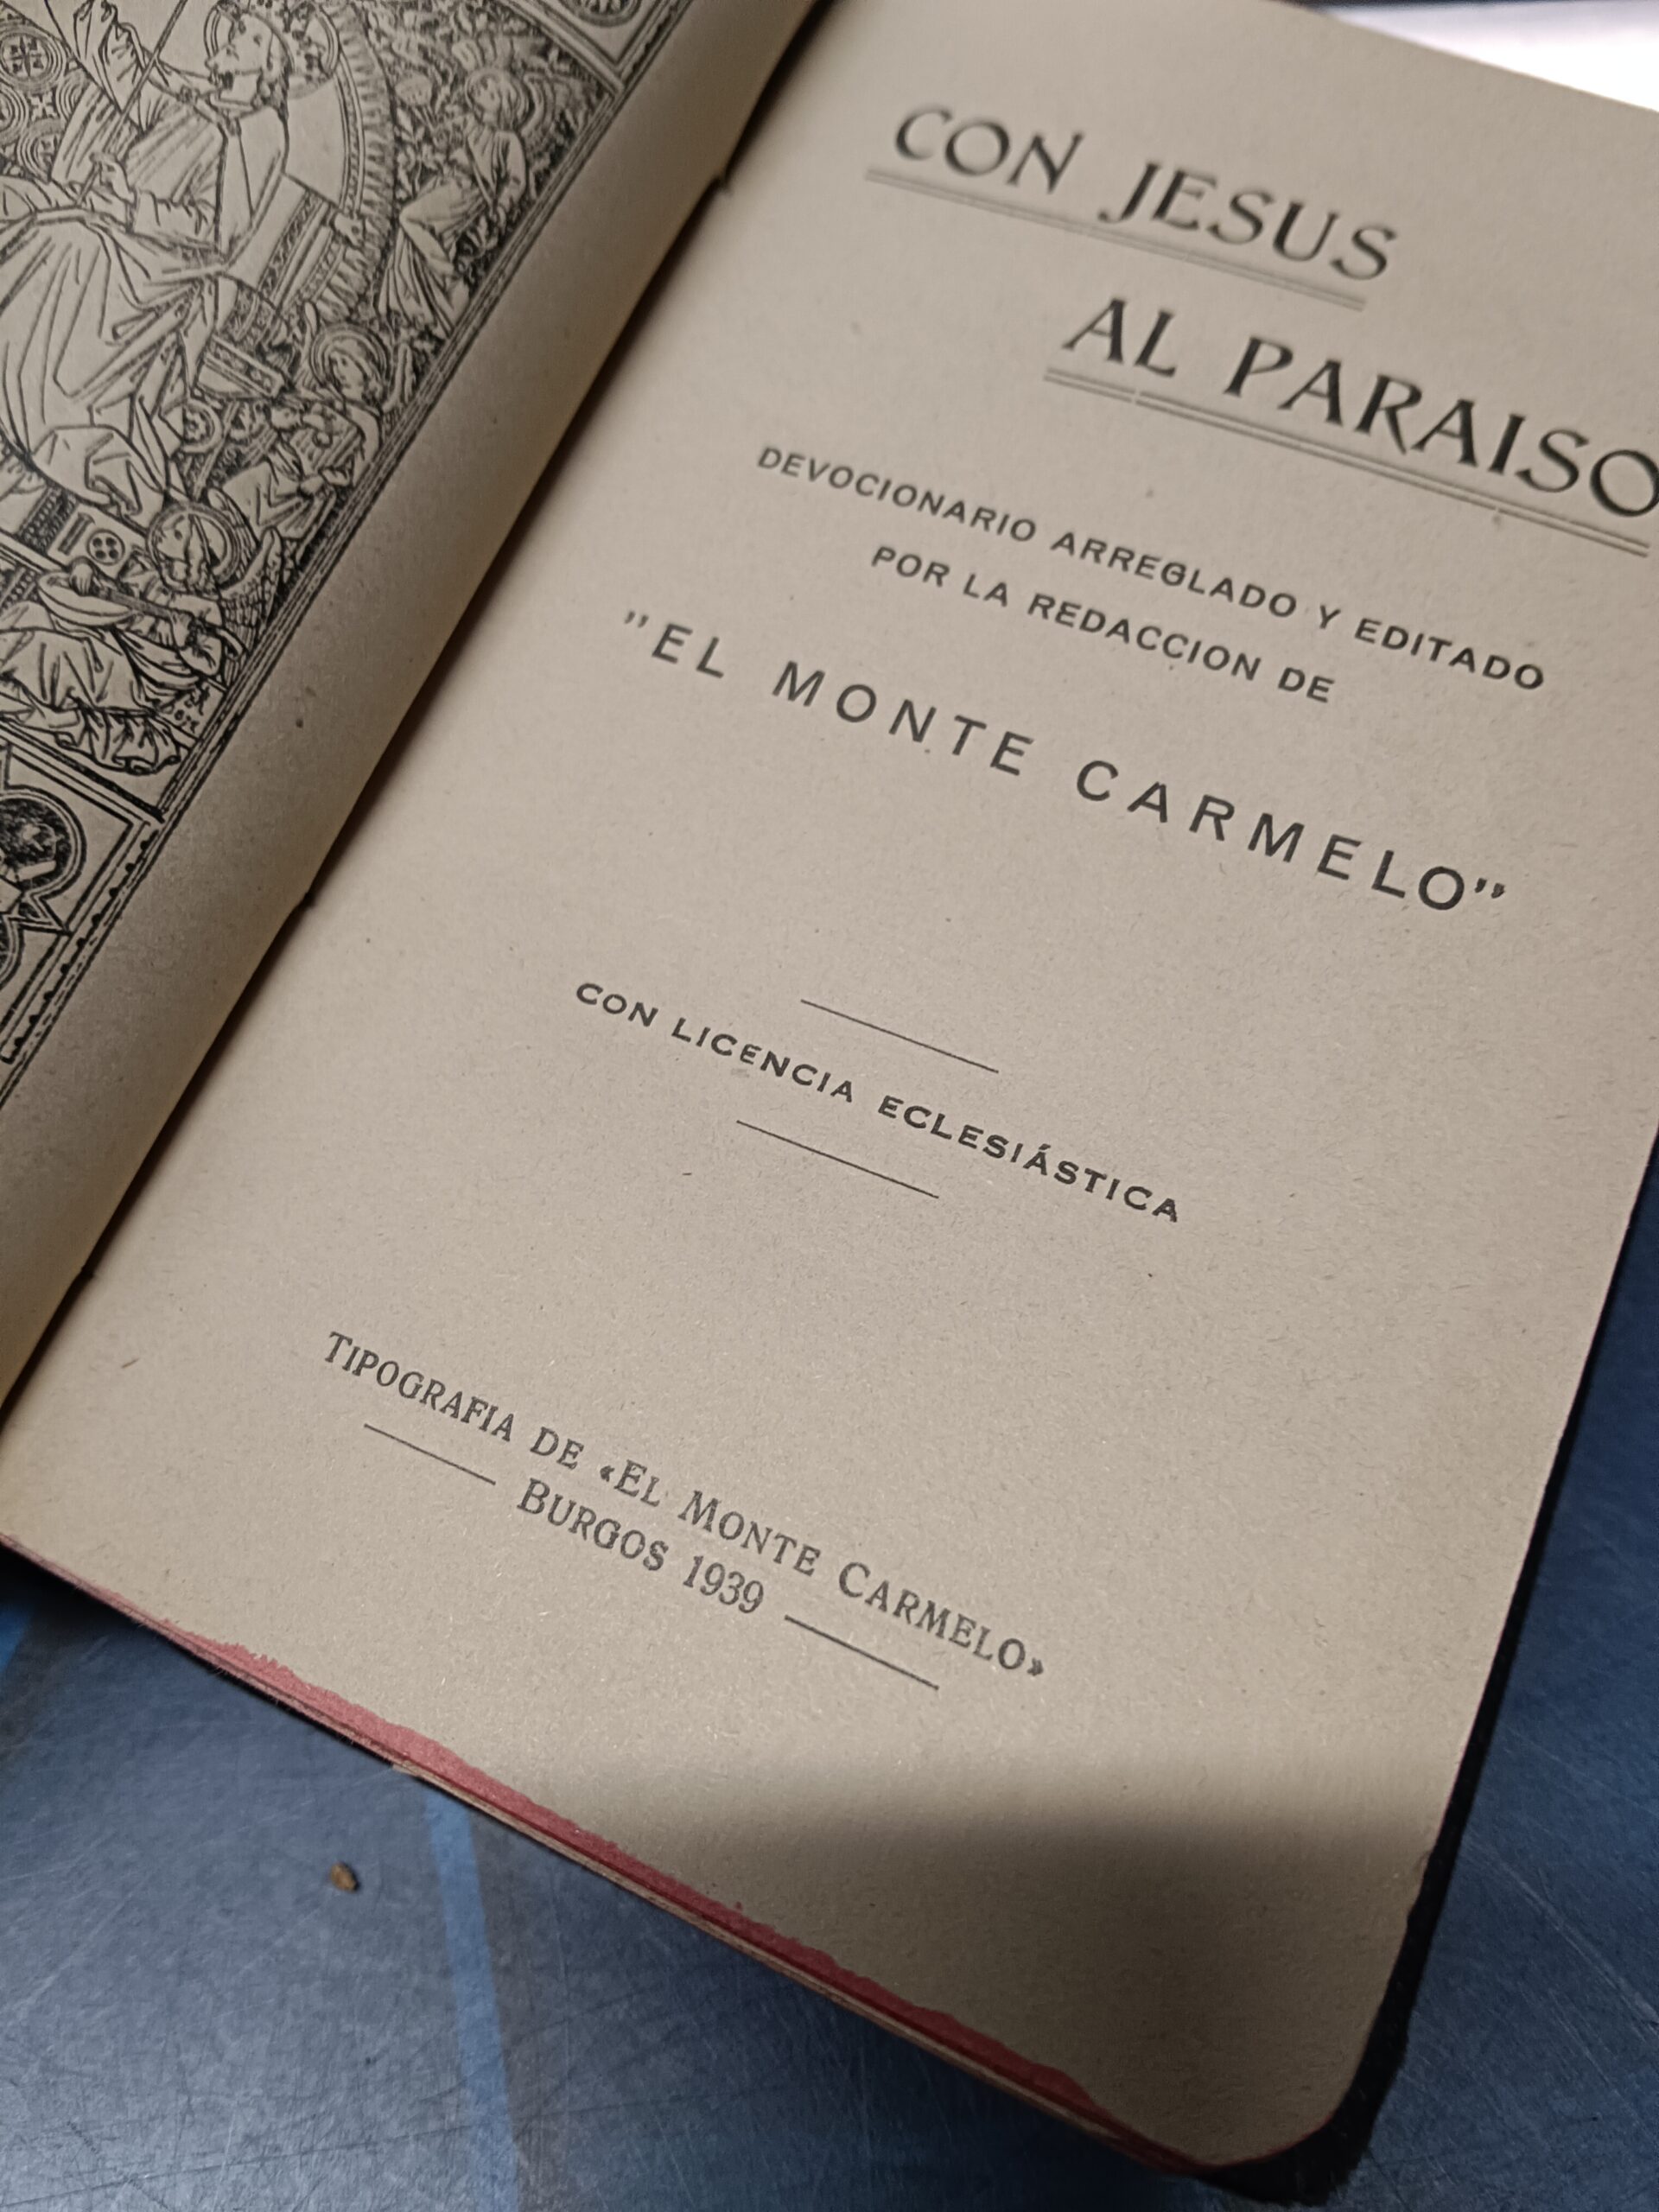 CON JESUS
AL PARAISO
DEVOCIONARIO ARREGLADO Y EDITADO
POR LA REDACCION DE
"EL MONTE CARMELO"
CON LICENCIA ECLESIÁSTICA
TIPOGRAFIA DE «EL MONTE CARMELO»
BURGOS 1939